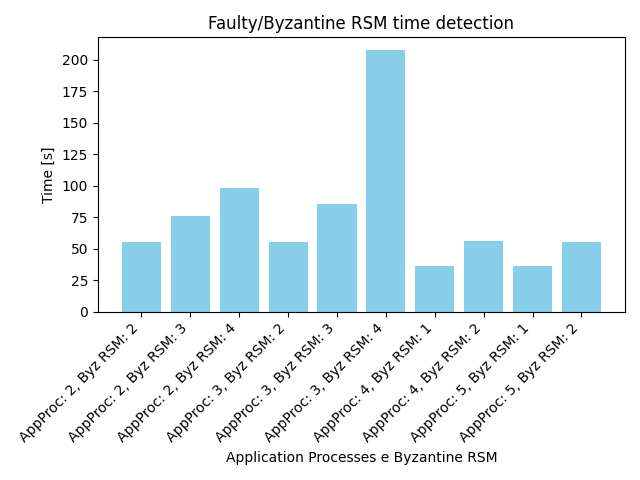 Faulty/Byzantine RSM time detection
200
175
150
125
100
75
50
25
0
Time [s]
AppProc: 2, Byz RSM: 2
AppProc: 2, Byz RSM: 3
AppProc: 2, Byz RSM: 4
AppProc: 3, Byz RSM: 2
AppProc: 3, Byz RSM: 3
AppProc: 3, Byz RSM: 4
AppProc: 4, Byz RSM: 1
AppProc: 4, Byz RSM: 2
AppProc: 5, Byz RSM: 1
AppProc: 5, Byz RSM: 2
Application Processes e Byzantine RSM